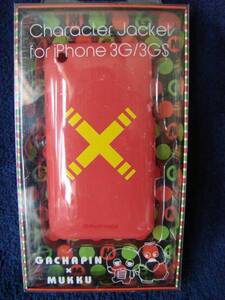 Character Jacket
for iPhone 3G/3GS
GACHAPIN
×
MUKKU